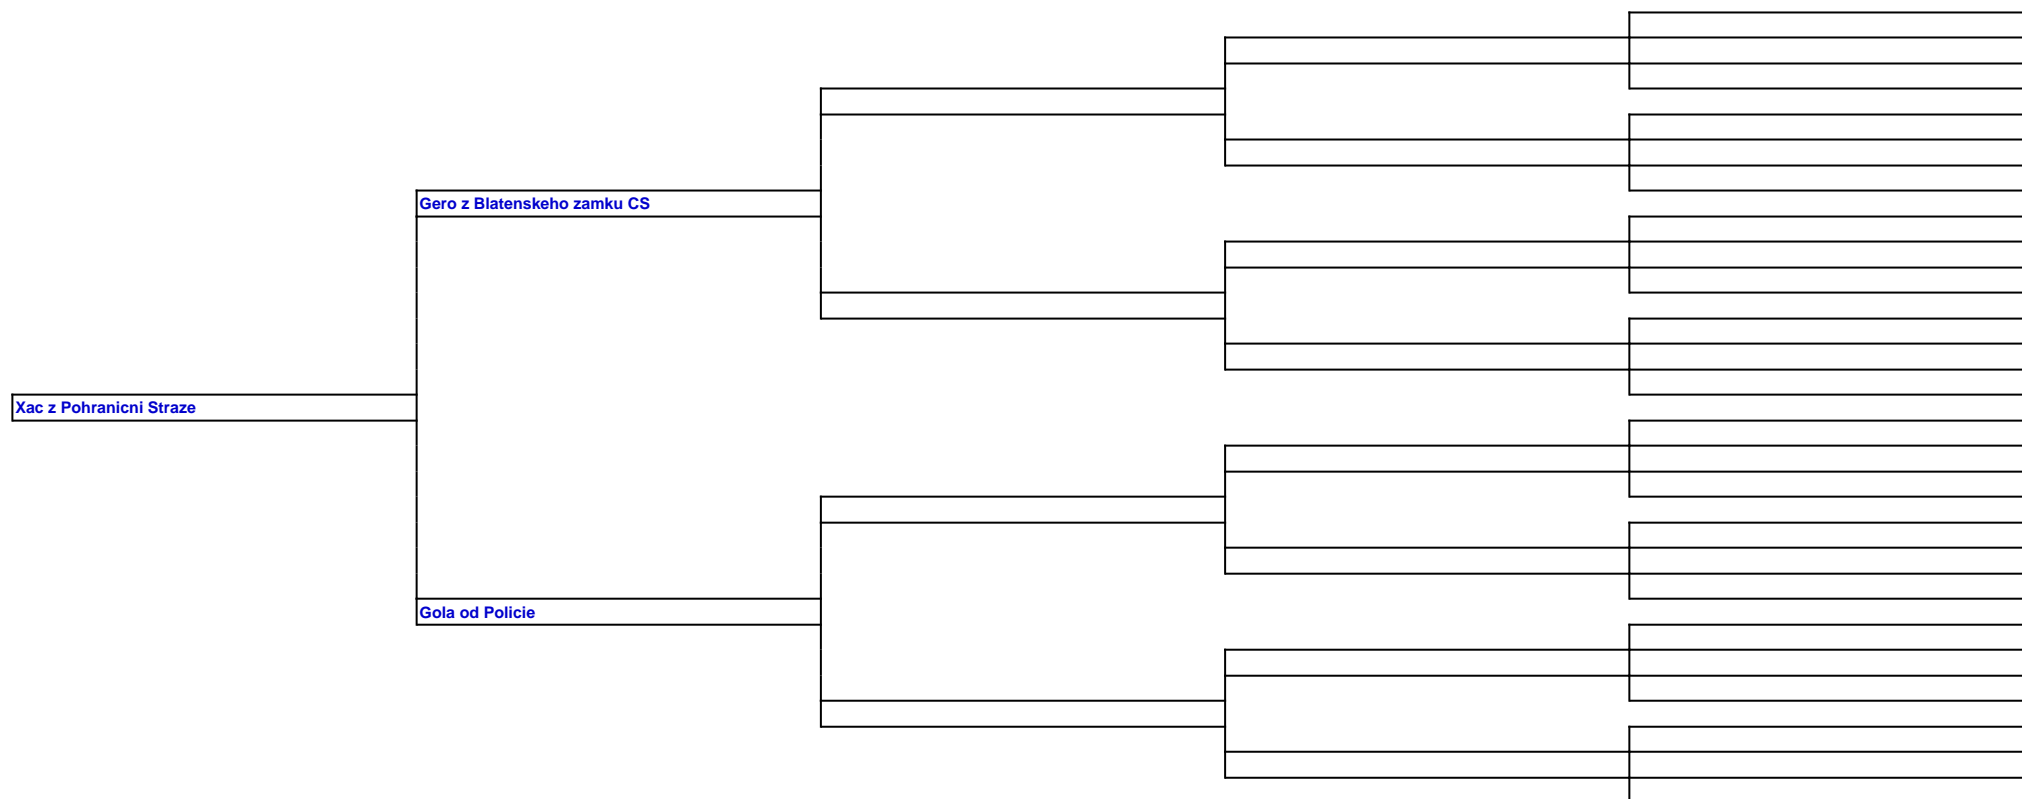 Gero z Blatenskeho zamku CS
Xac z Pohranicni Straze
Gola od Policie